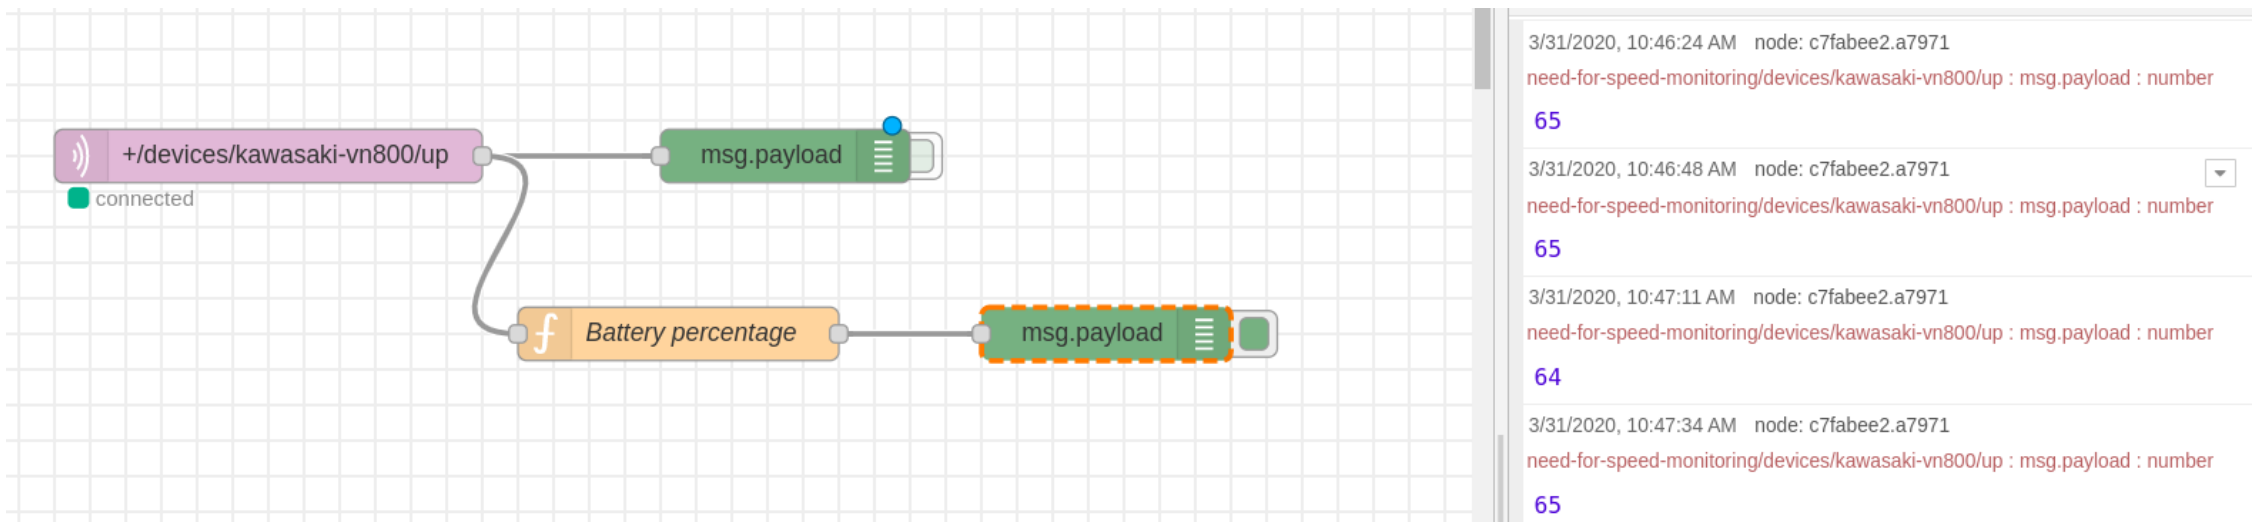 +/devices/kawasaki-vn800/up
connected
msg.payload
Battery percentage
msg.payload
3/31/2020, 10:46:24 AM node: c7fabee2.a7971
need-for-speed-monitoring/devices/kawasaki-vn800/up : msg.payload : number
65
3/31/2020, 10:46:48 AM node: c7fabee2.a7971
need-for-speed-monitoring/devices/kawasaki-vn800/up : msg.payload : number
65
3/31/2020, 10:47:11 AM node: c7fabee2.a7971
need-for-speed-monitoring/devices/kawasaki-vn800/up : msg.payload : number
64
3/31/2020, 10:47:34 AM node: c7fabee2.a7971
need-for-speed-monitoring/devices/kawasaki-vn800/up : msg.payload : number
65